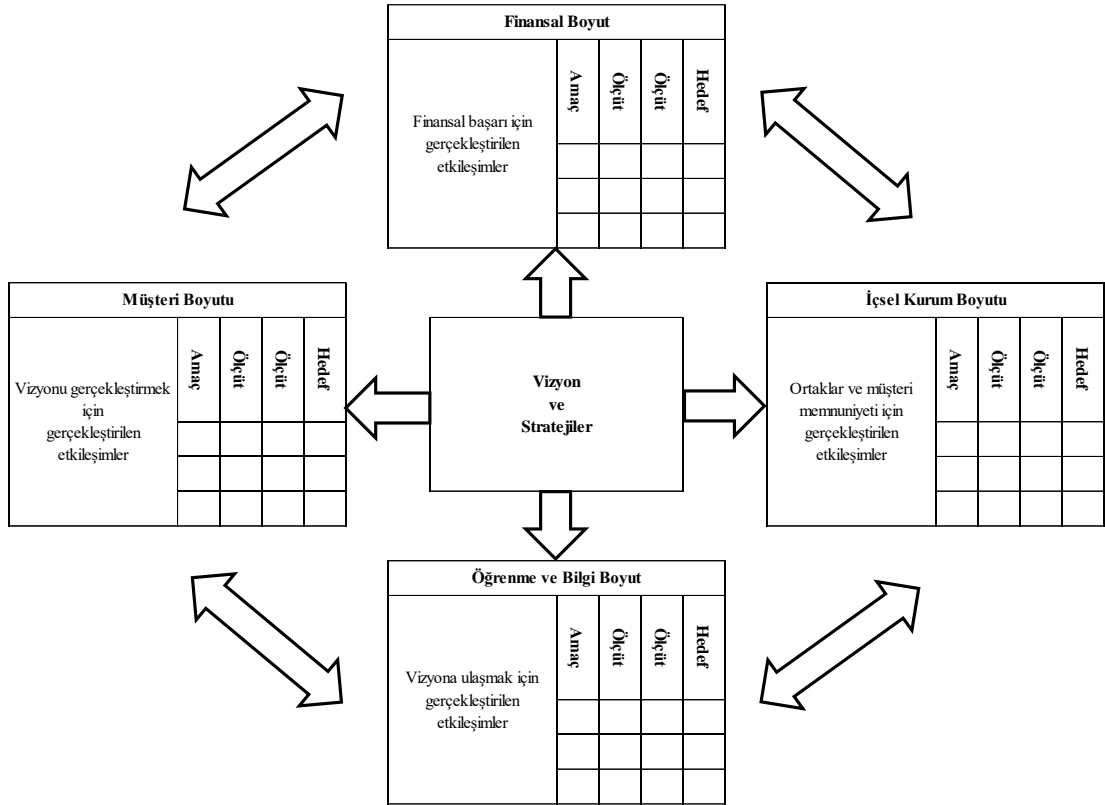 Finansal Boyut
Finansal başarı için
gerçekleştirilen
etkileşimler
Amaç
Ölçüt
Ölçüt
Hedef
Müşteri Boyutu
Vizyonu gerçekleştirmek
için
gerçekleştirilen
etkileşimler
Amaç
Ölçüt
Ölçüt
Hedef
Vizyon
ve
Stratejiler
İçsel Kurum Boyutu
Ortaklar ve müşteri
memnuniyeti için
gerçekleştirilen
etkileşimler
Amaç
Ölçüt
Ölçüt
Hedef
Öğrenme ve Bilgi Boyut
Vizyona ulaşmak için
gerçekleştirilen
etkileşimler
Amaç
Ölçüt
Ölçüt
Hedef